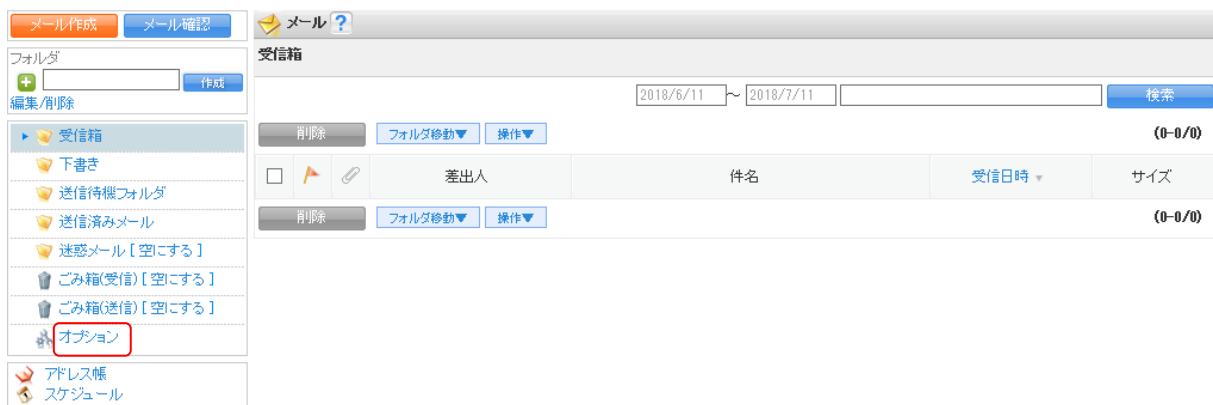 メール作成 メール確認
フォルダ
作成
編集/削除
受信箱
下書き
送信待機フォルダ
送信済みメール
迷惑メール [ 空にする ]
ごみ箱(受信) [ 空にする ]
ごみ箱(送信) [ 空にする ]
オプション
アドレス帳
スケジュール
メール ?
受信箱
2018/6/11 ～ 2018/7/11 検索
削除 フォルダ移動▼ 操作▼ (0-0/0)
差出人 件名 受信日時 ▼ サイズ
削除 フォルダ移動▼ 操作▼ (0-0/0)